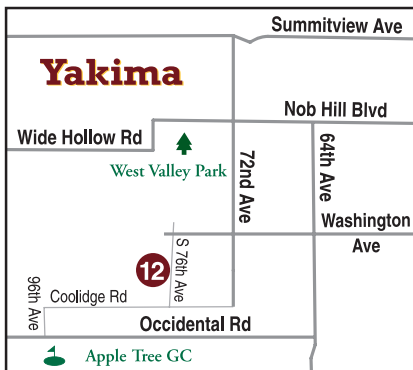 Summitview Ave
Yakima
Nob Hill Blvd
Wide Hollow Rd
West Valley Park
72nd Ave
64th Ave
Washington
Ave
12
S 76th Ave
96th Ave
Coolidge Rd
Occidental Rd
Apple Tree GC